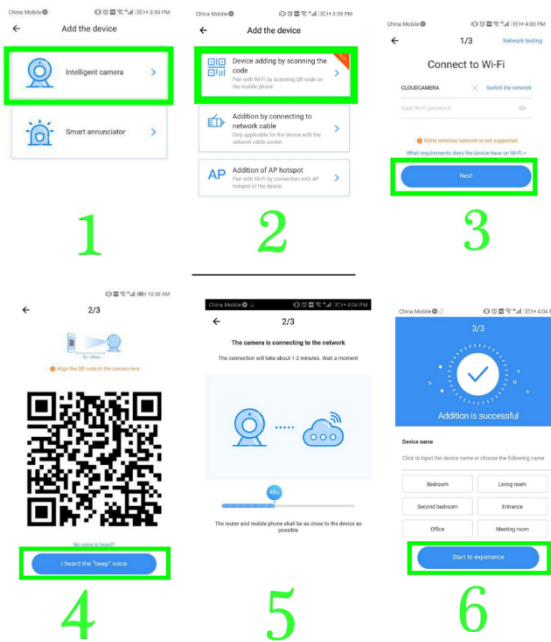 China Mobile 3:59 PM
Add the device
Intelligent camera
Smart annunciator
1
China Mobile 3:59 PM
Add the device
Device adding by scanning the
code
Pair with Wi-Fi by scanning QR code on
the mobile phone
Addition by connecting to
network cable
Only applicable for the device with the
network cable socket
AP
Addition of AP hotspot
Pair with Wi-Fi by connection with AP
hotspot of the device
2
China Mobile 4:00 PM
1/3
Network testing
Connect to Wi-Fi
CLOUDCAMERA
Switch the network
Input Wi-Fi password
wireless network is not supported
What requirements does the device have on Wi-Fi
Next
3
10:38 AM
2/3
Align the QR code to the camera lens
No voice is heard?
I heard the "beep" voice
4
China Mobile 4:04 PM
2/3
The camera is connecting to the network
The connection will take about 1-2 minutes. Wait a moment
48s
The router and mobile phone shall be as close to the device as
possible
5
China Mobile 4:04 PM
3/3
Addition is successful
Device name
Click to input the device name or choose the following name
Bedroom
Living room
Second bedroom
Entrance
Office
Meeting room
Start to
experience
6